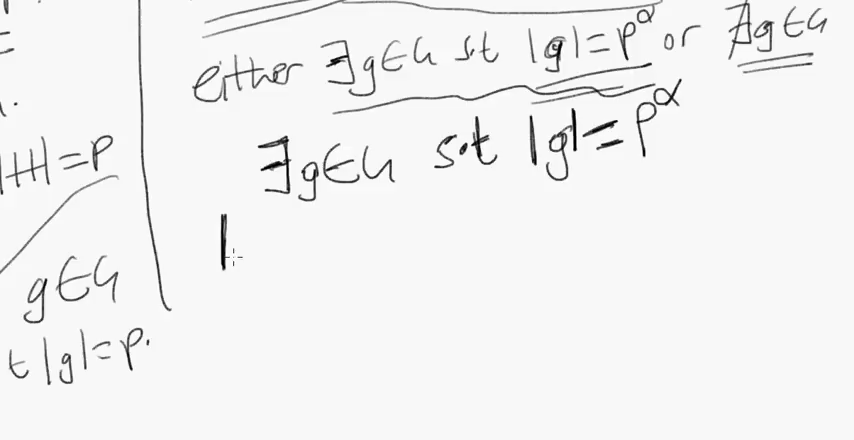 =
.
|H|=p
g∈G
t |g|=p.
either ∃g∈G s.t |g|=p^α or ∄g∈G
∃g∈G s.t |g|=p^α
|